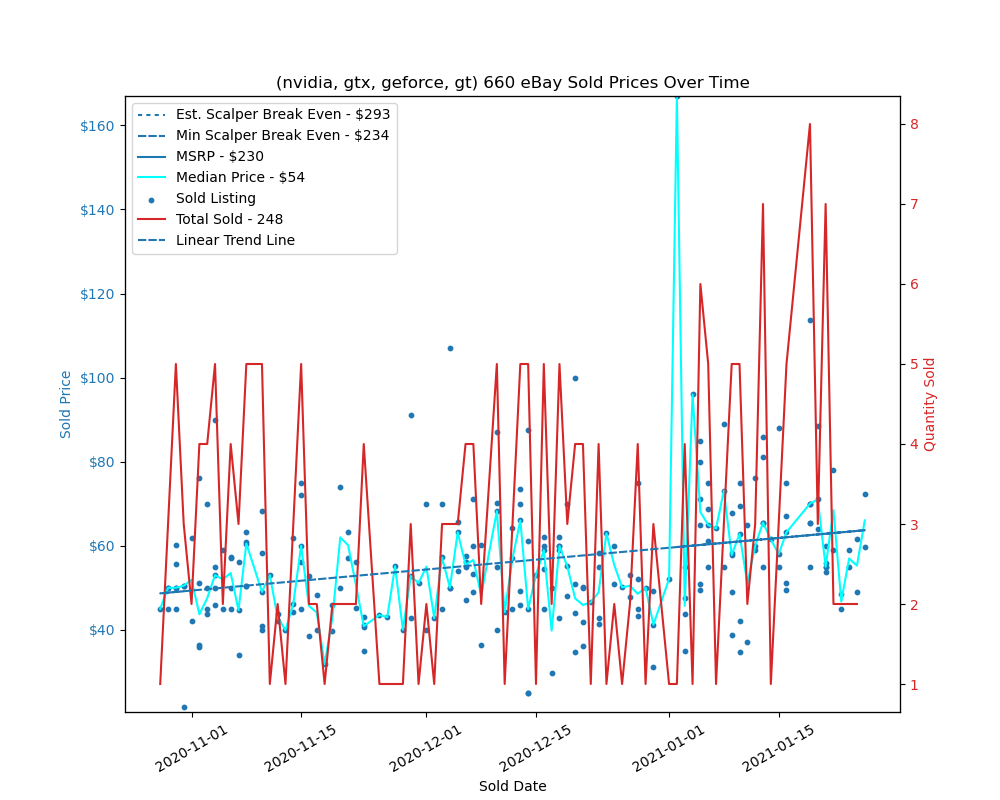 (nvidia, gtx, geforce, gt) 660 eBay Sold Prices Over Time
Est. Scalper Break Even - $293
Min Scalper Break Even - $234
MSRP - $230
Median Price - $54
Sold Listing
Total Sold - 248
Linear Trend Line
$160
$140
$120
$100
$80
$60
$40
Sold Price
8
7
6
5
4
3
2
1
Quantity Sold
2020-11-01
2020-11-15
2020-12-01
2020-12-15
2021-01-01
2021-01-15
Sold Date